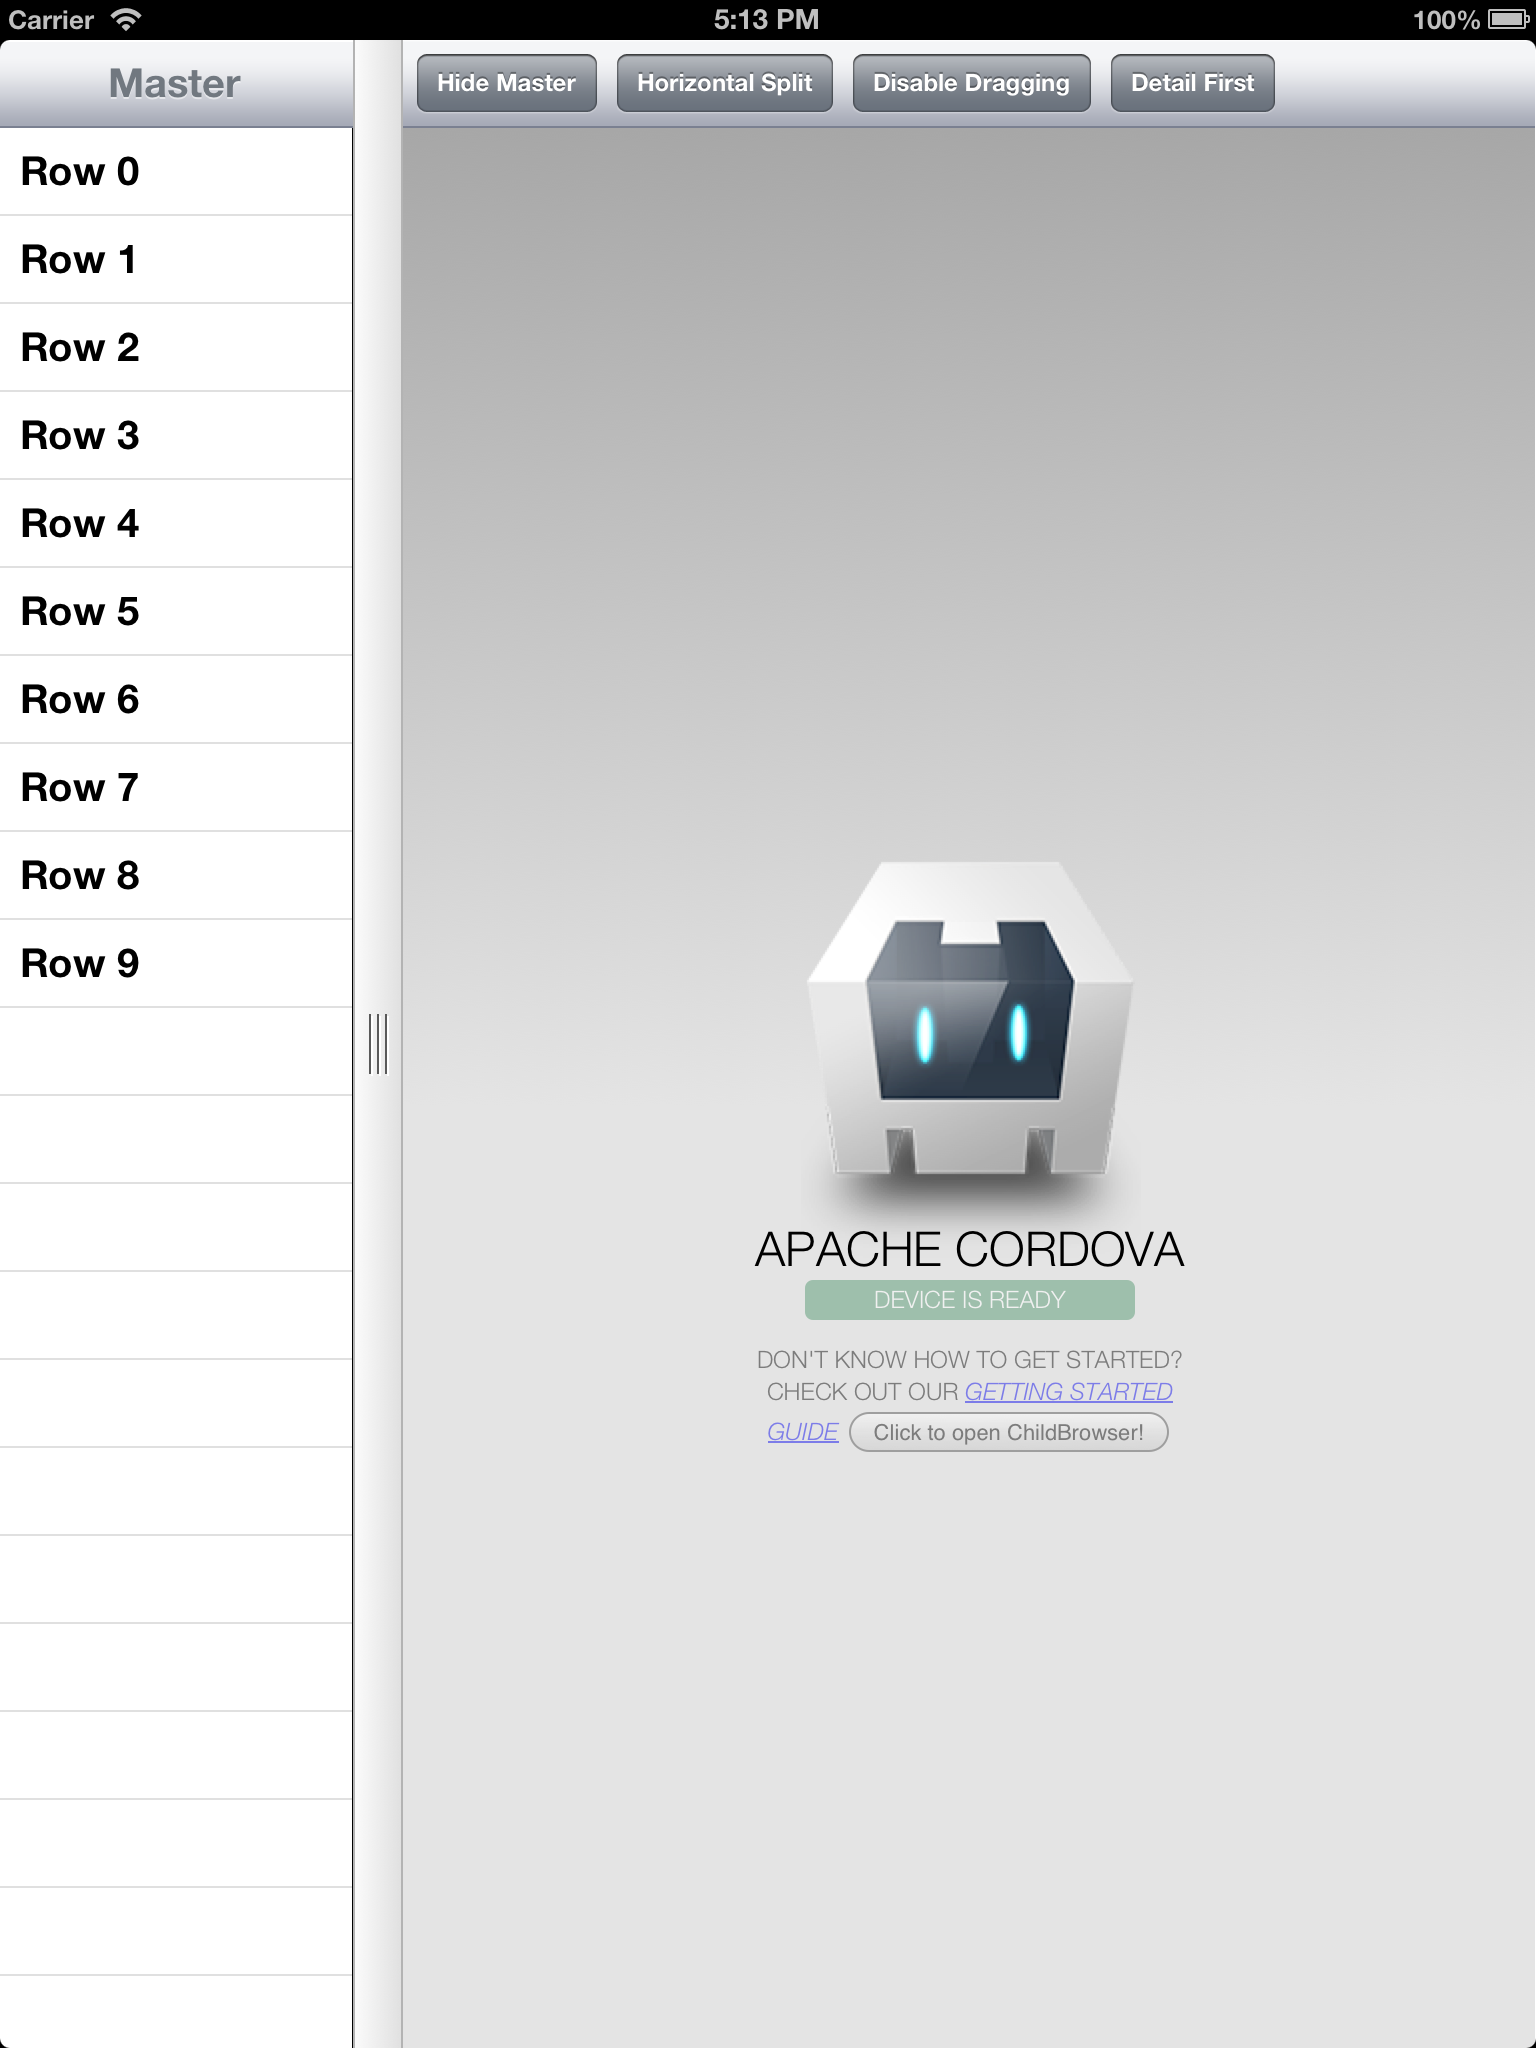 Carrier 5:13 PM 100%
Master
Hide Master Horizontal Split Disable Dragging Detail First
Row 0
Row 1
Row 2
Row 3
Row 4
Row 5
Row 6
Row 7
Row 8
Row 9
APACHE CORDOVA
DEVICE IS READY
DON'T KNOW HOW TO GET STARTED?
CHECK OUT OUR GETTING STARTED
GUIDE Click to open ChildBrowser!